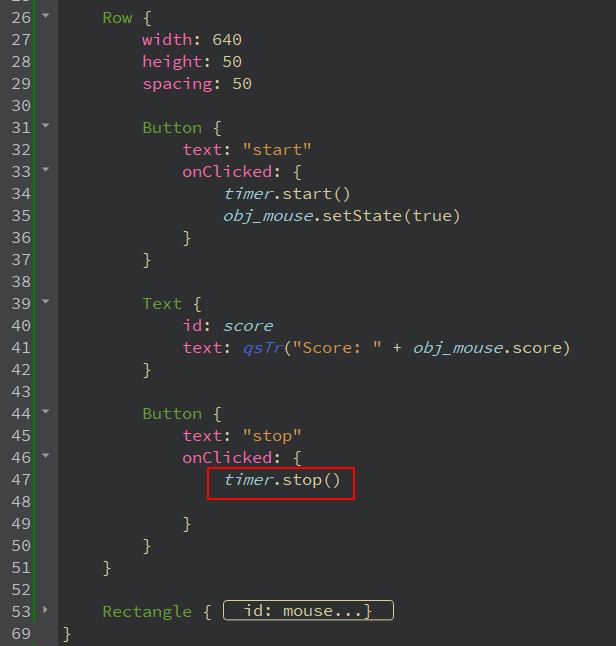 26 Row {
27 width: 640
28 height: 50
29 spacing: 50
30
31 Button {
32 text: "start"
33 onClicked: {
34 timer.start()
35 obj_mouse.setState(true)
36 }
37 }
38
39 Text {
40 id: score
41 text: qsTr("Score: " + obj_mouse.score)
42 }
43
44 Button {
45 text: "stop"
46 onClicked: {
47 timer.stop()
48
49 }
50 }
51 }
52
53 Rectangle { id: mouse...}
69 }